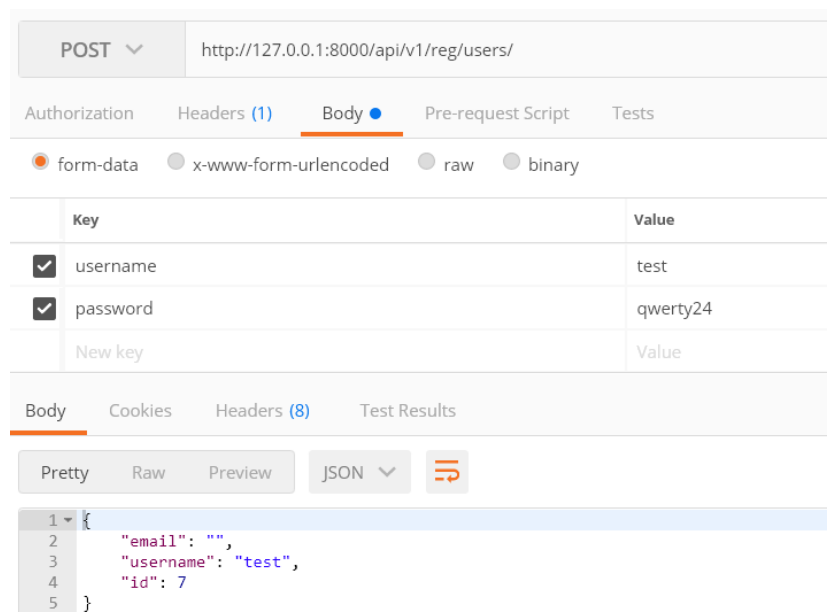 POST http://127.0.0.1:8000/api/v1/reg/users/
Authorization Headers (1) Body Pre-request Script Tests
form-data x-www-form-urlencoded raw binary
Key Value
username test
password qwerty24
New key Value
Body Cookies Headers (8) Test Results
Pretty Raw Preview JSON
1 {
2 "email": "",
3 "username": "test",
4 "id": 7
5 }